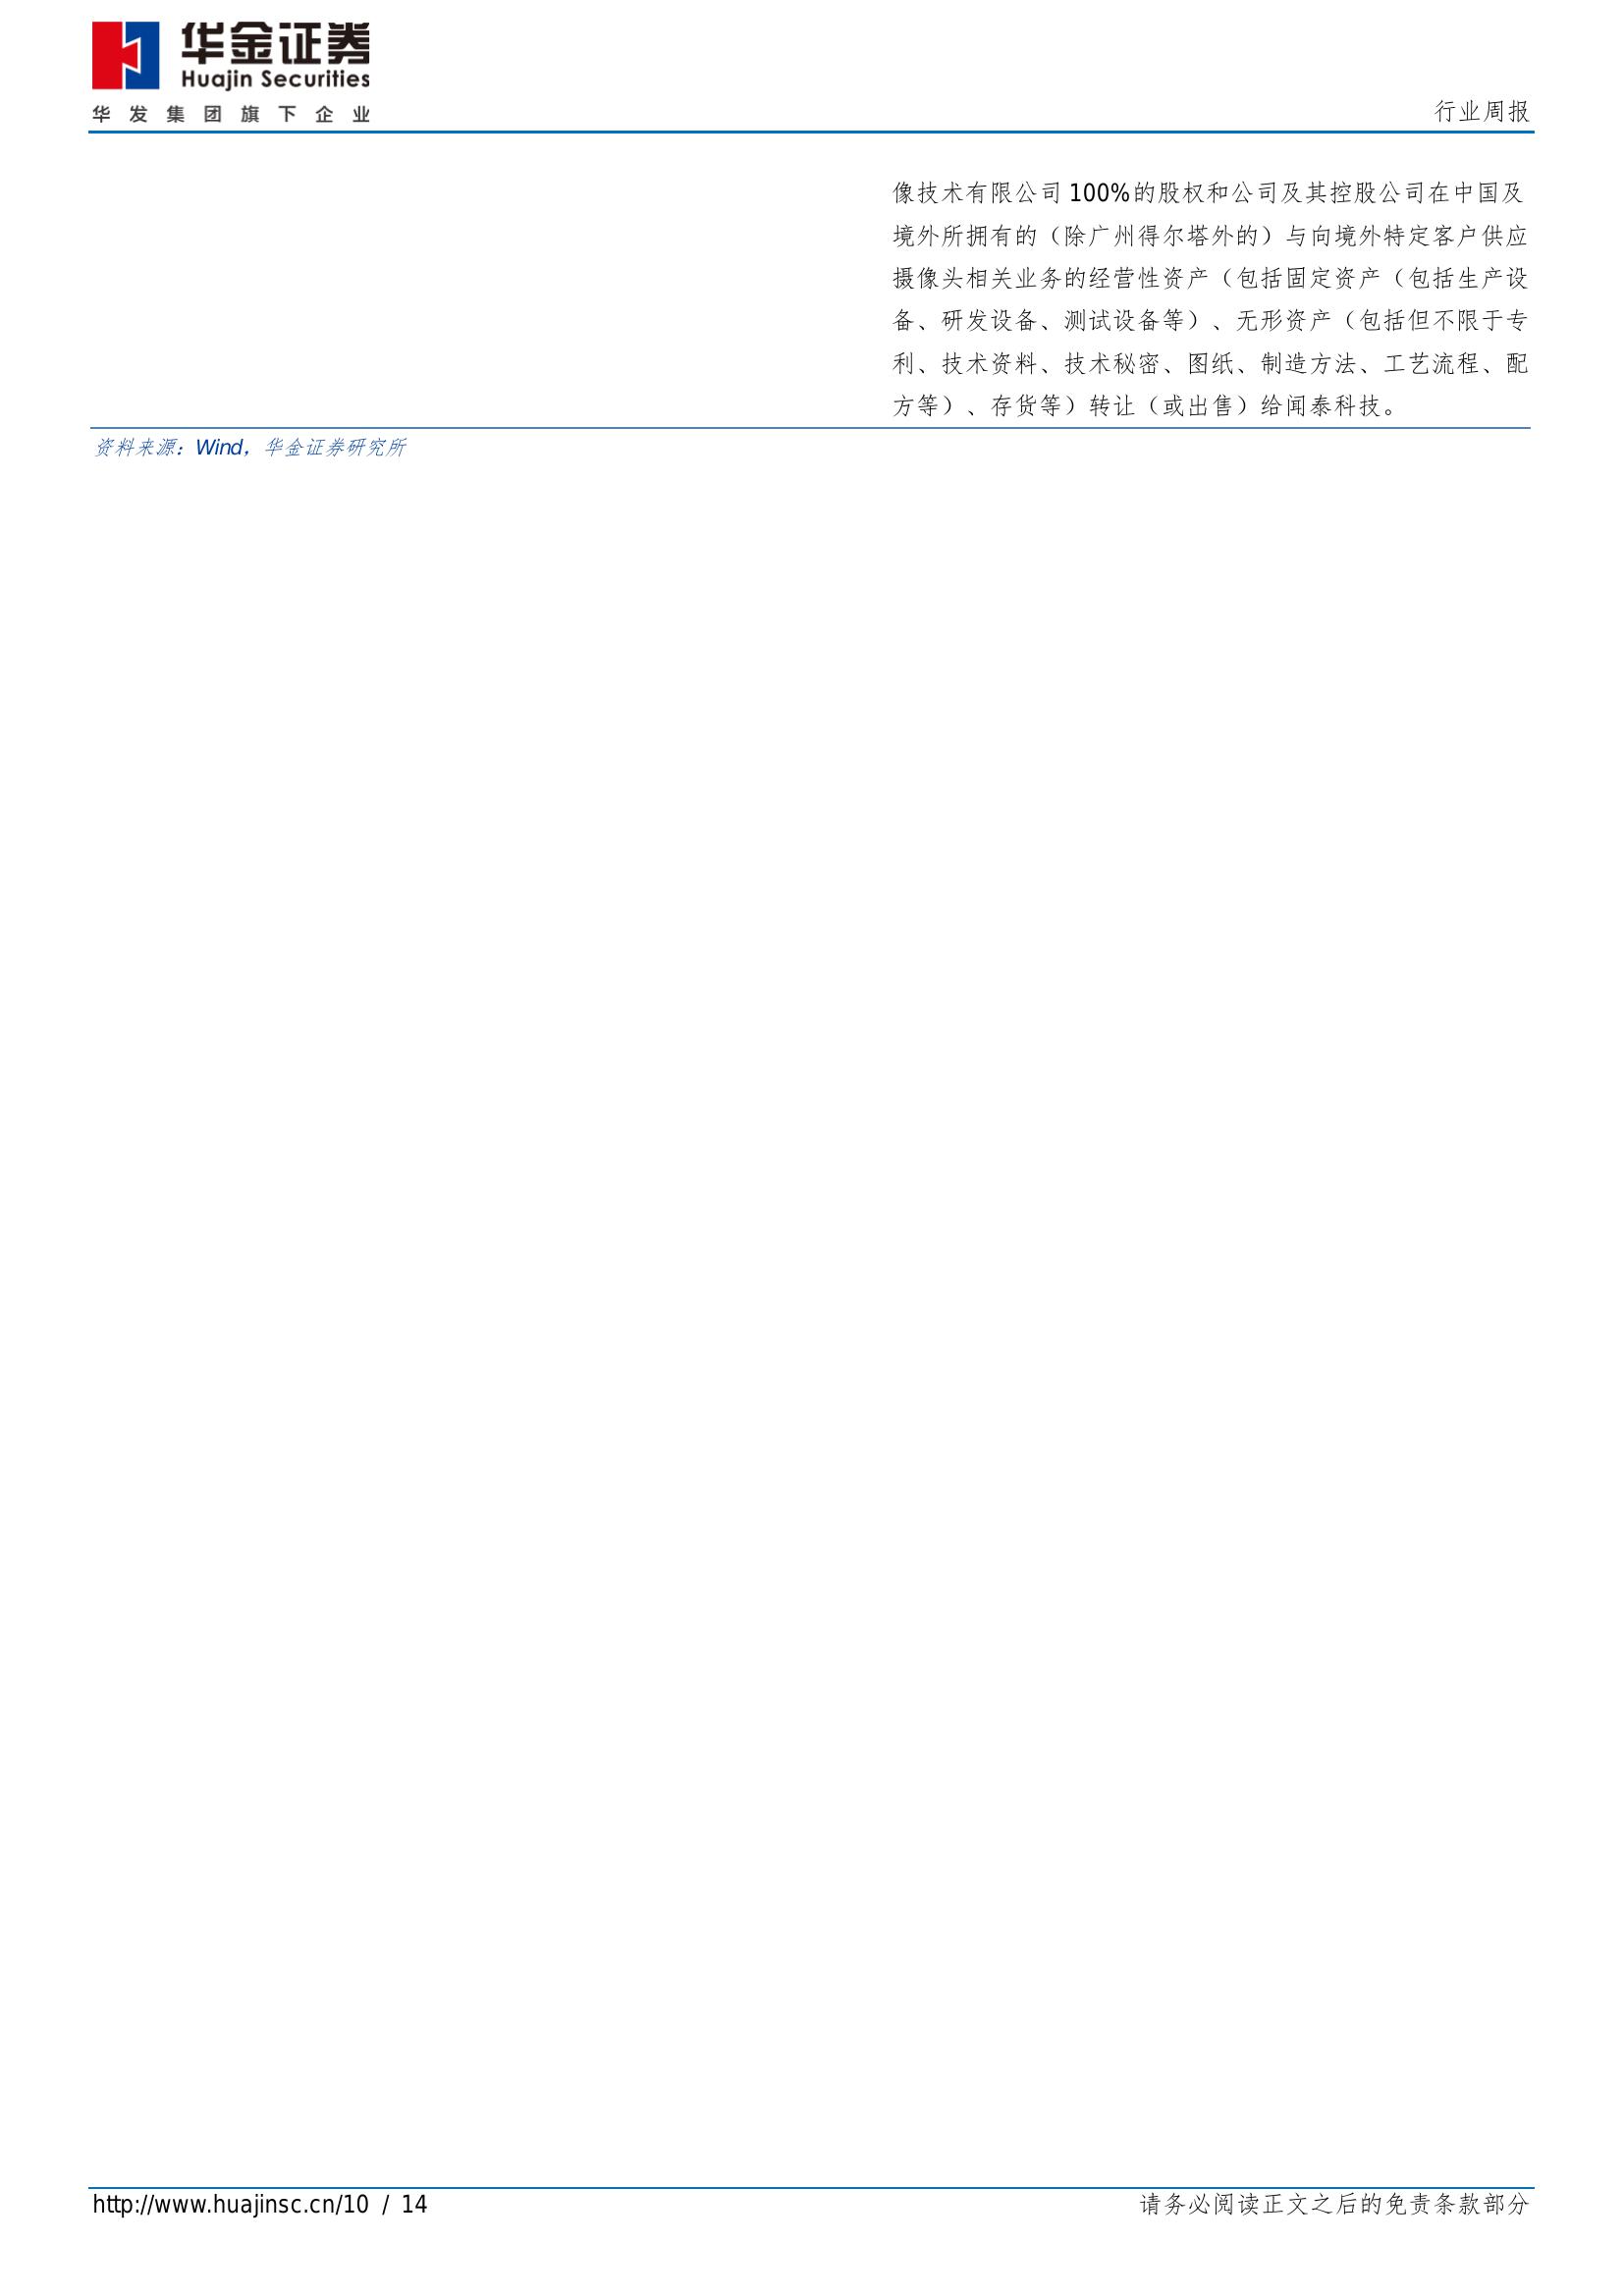 华金证券
Huajin Securities
华发集团旗下企业
行业周报
像技术有限公司 100%的股权和公司及其控股公司在中国及
境外所拥有的（除广州得尔塔外的）与向境外特定客户供应
摄像头相关业务的经营性资产（包括固定资产（包括生产设
备、研发设备、测试设备等）、无形资产（包括但不限于专
利、技术资料、技术秘密、图纸、制造方法、工艺流程、配
方等）、存货等）转让（或出售）给闻泰科技。
资料来源：Wind，华金证券研究所
http://www.huajinsc.cn/10 / 14
请务必阅读正文之后的免责条款部分